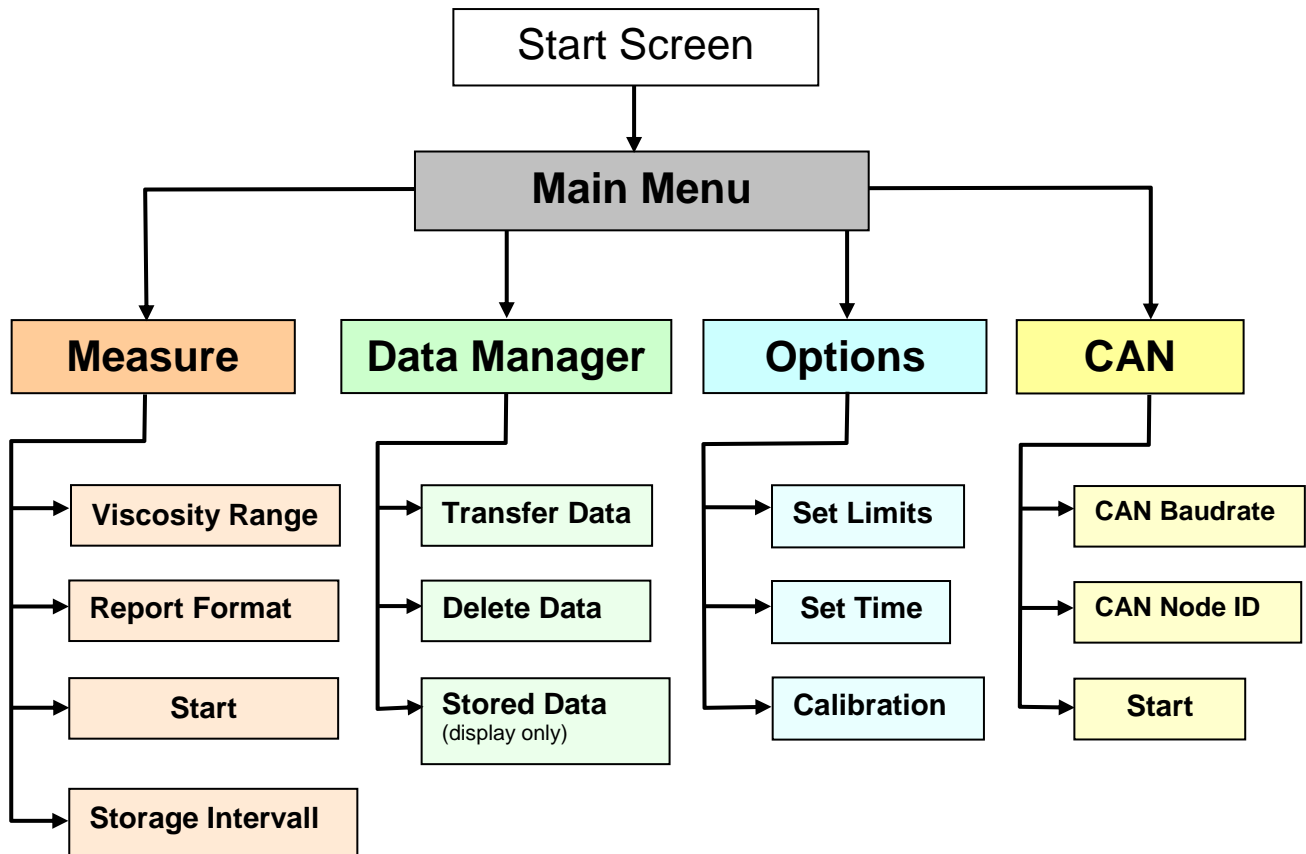 Start Screen
Main Menu
Measure
Data Manager
Options
CAN
Viscosity Range
Report Format
Start
Storage Intervall
Transfer Data
Delete Data
Stored Data
(display only)
Set Limits
Set Time
Calibration
CAN Baudrate
CAN Node ID
Start